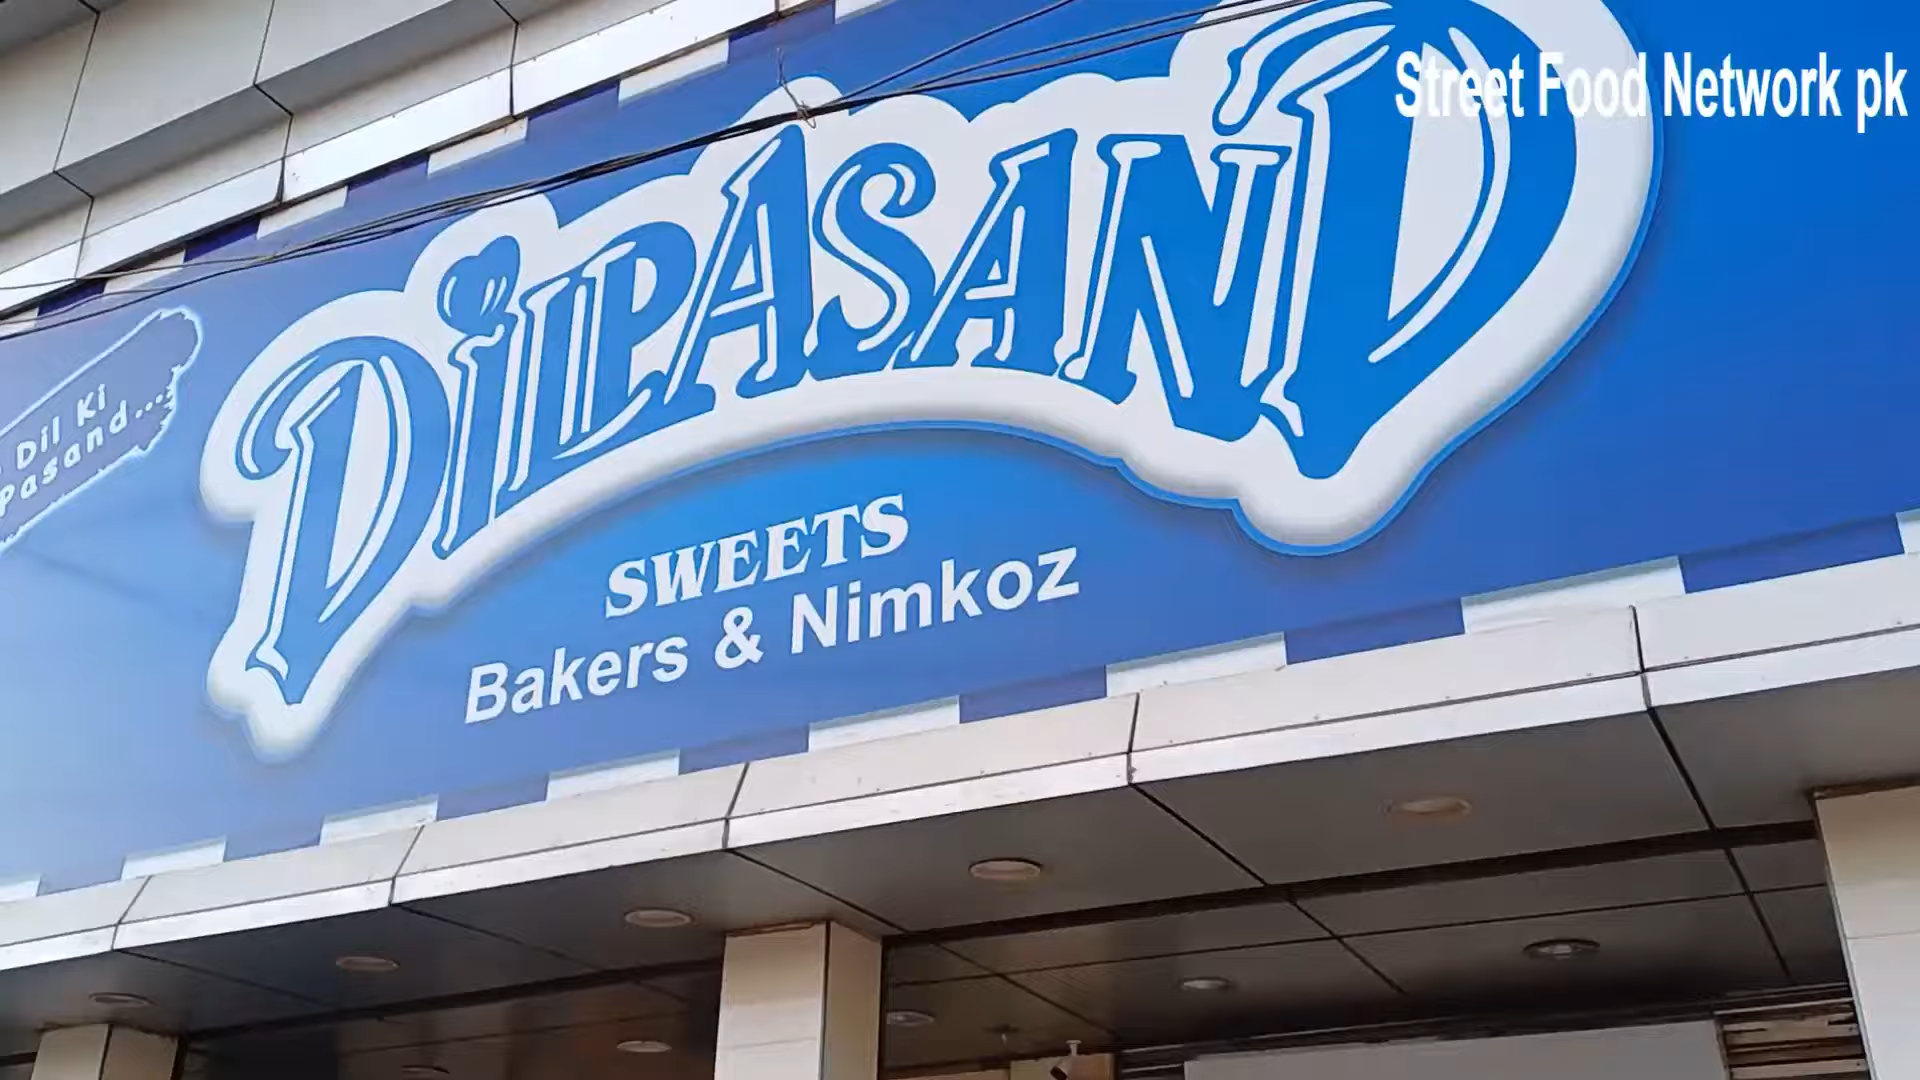 Street Food Network pk
DILPASAND
SWEETS
Bakers & Nimkoz
Dil Ki
Pasand...